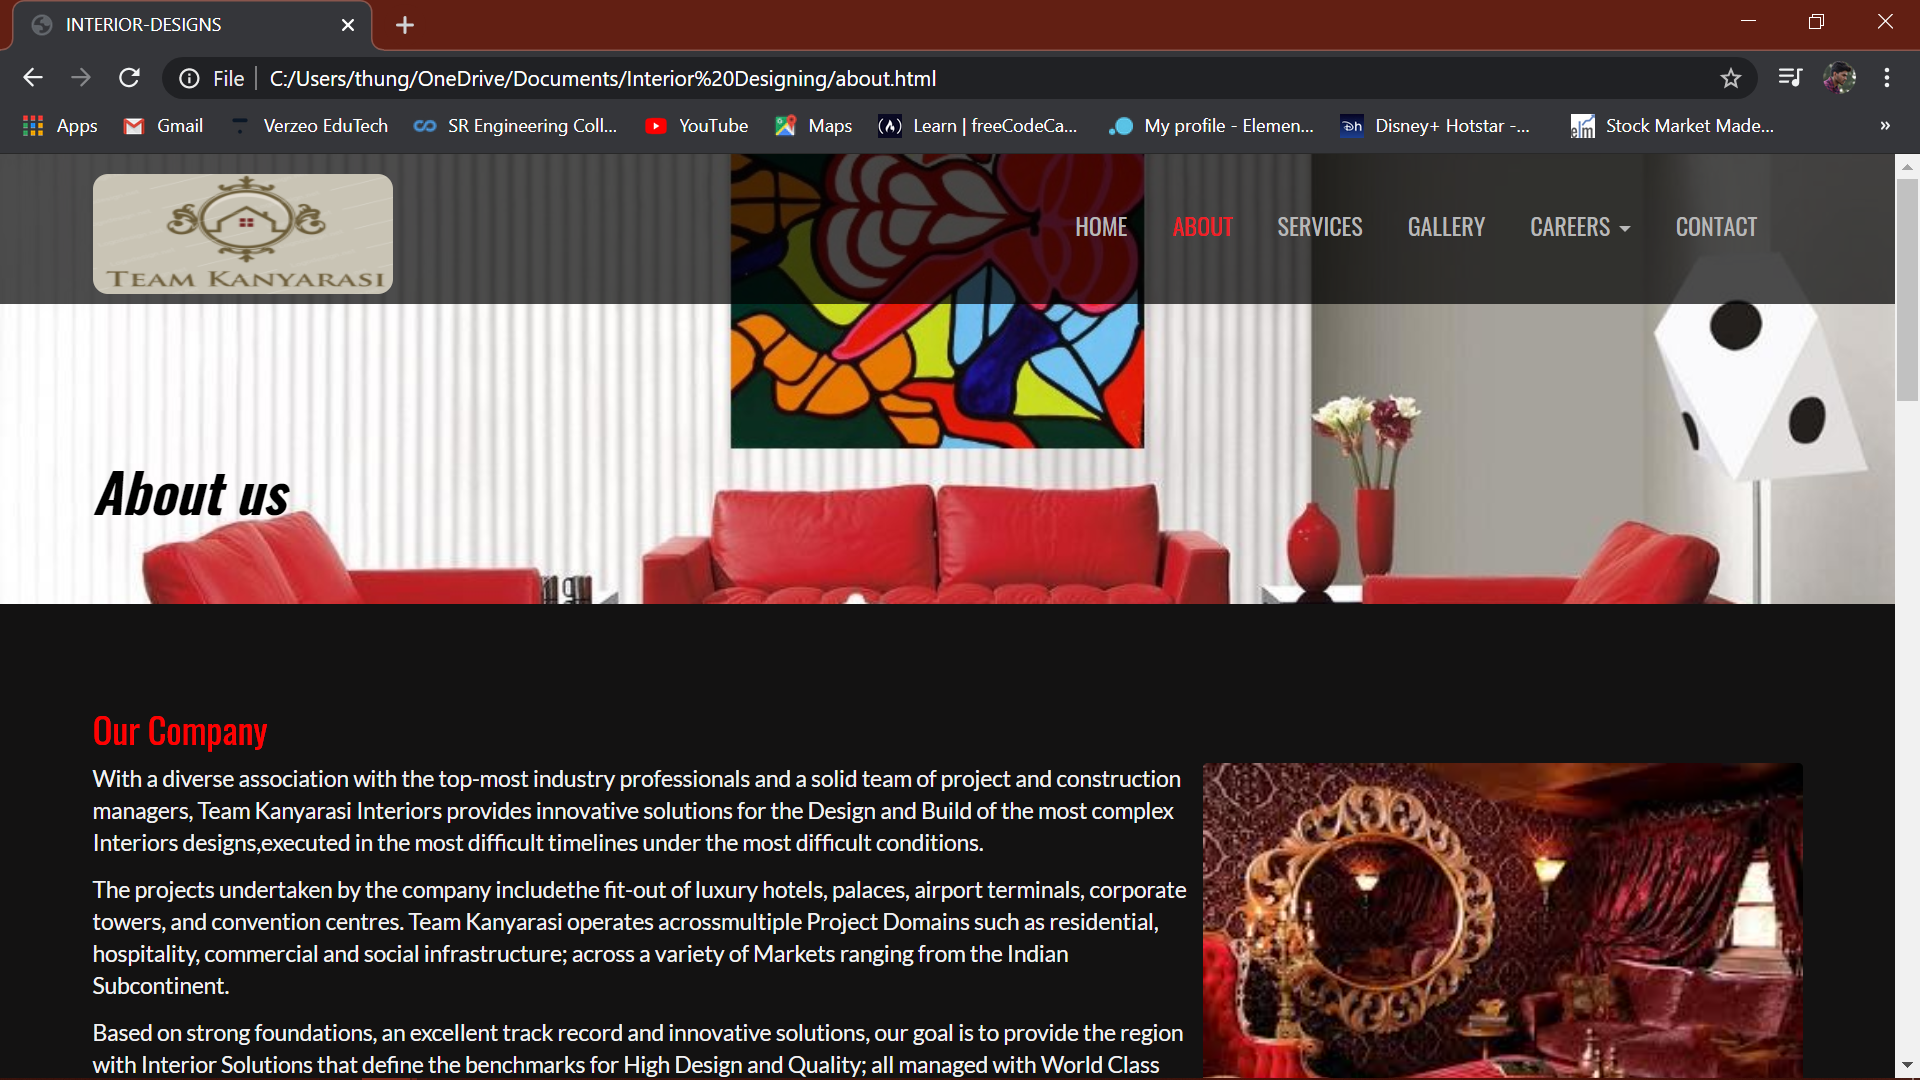 INTERIOR-DESIGNS
File C:/Users/thung/OneDrive/Documents/Interior%20Designing/about.html
Apps Gmail Verzeo EduTech SR Engineering Coll... YouTube Maps Learn | freeCodeCa... My profile - Elemen... Disney+ Hotstar -... Stock Market Made... »
TEAM KANYARASI
HOME ABOUT SERVICES GALLERY CAREERS CONTACT
About us
Our Company
With a diverse association with the top-most industry professionals and a solid team of project and construction
managers, Team Kanyarasi Interiors provides innovative solutions for the Design and Build of the most complex
Interiors designs,executed in the most difficult timelines under the most difficult conditions.
The projects undertaken by the company includethe fit-out of luxury hotels, palaces, airport terminals, corporate
towers, and convention centres. Team Kanyarasi operates acrossmultiple Project Domains such as residential,
hospitality, commercial and social infrastructure; across a variety of Markets ranging from the Indian
Subcontinent.
Based on strong foundations, an excellent track record and innovative solutions, our goal is to provide the region
with Interior Solutions that define the benchmarks for High Design and Quality; all managed with World Class